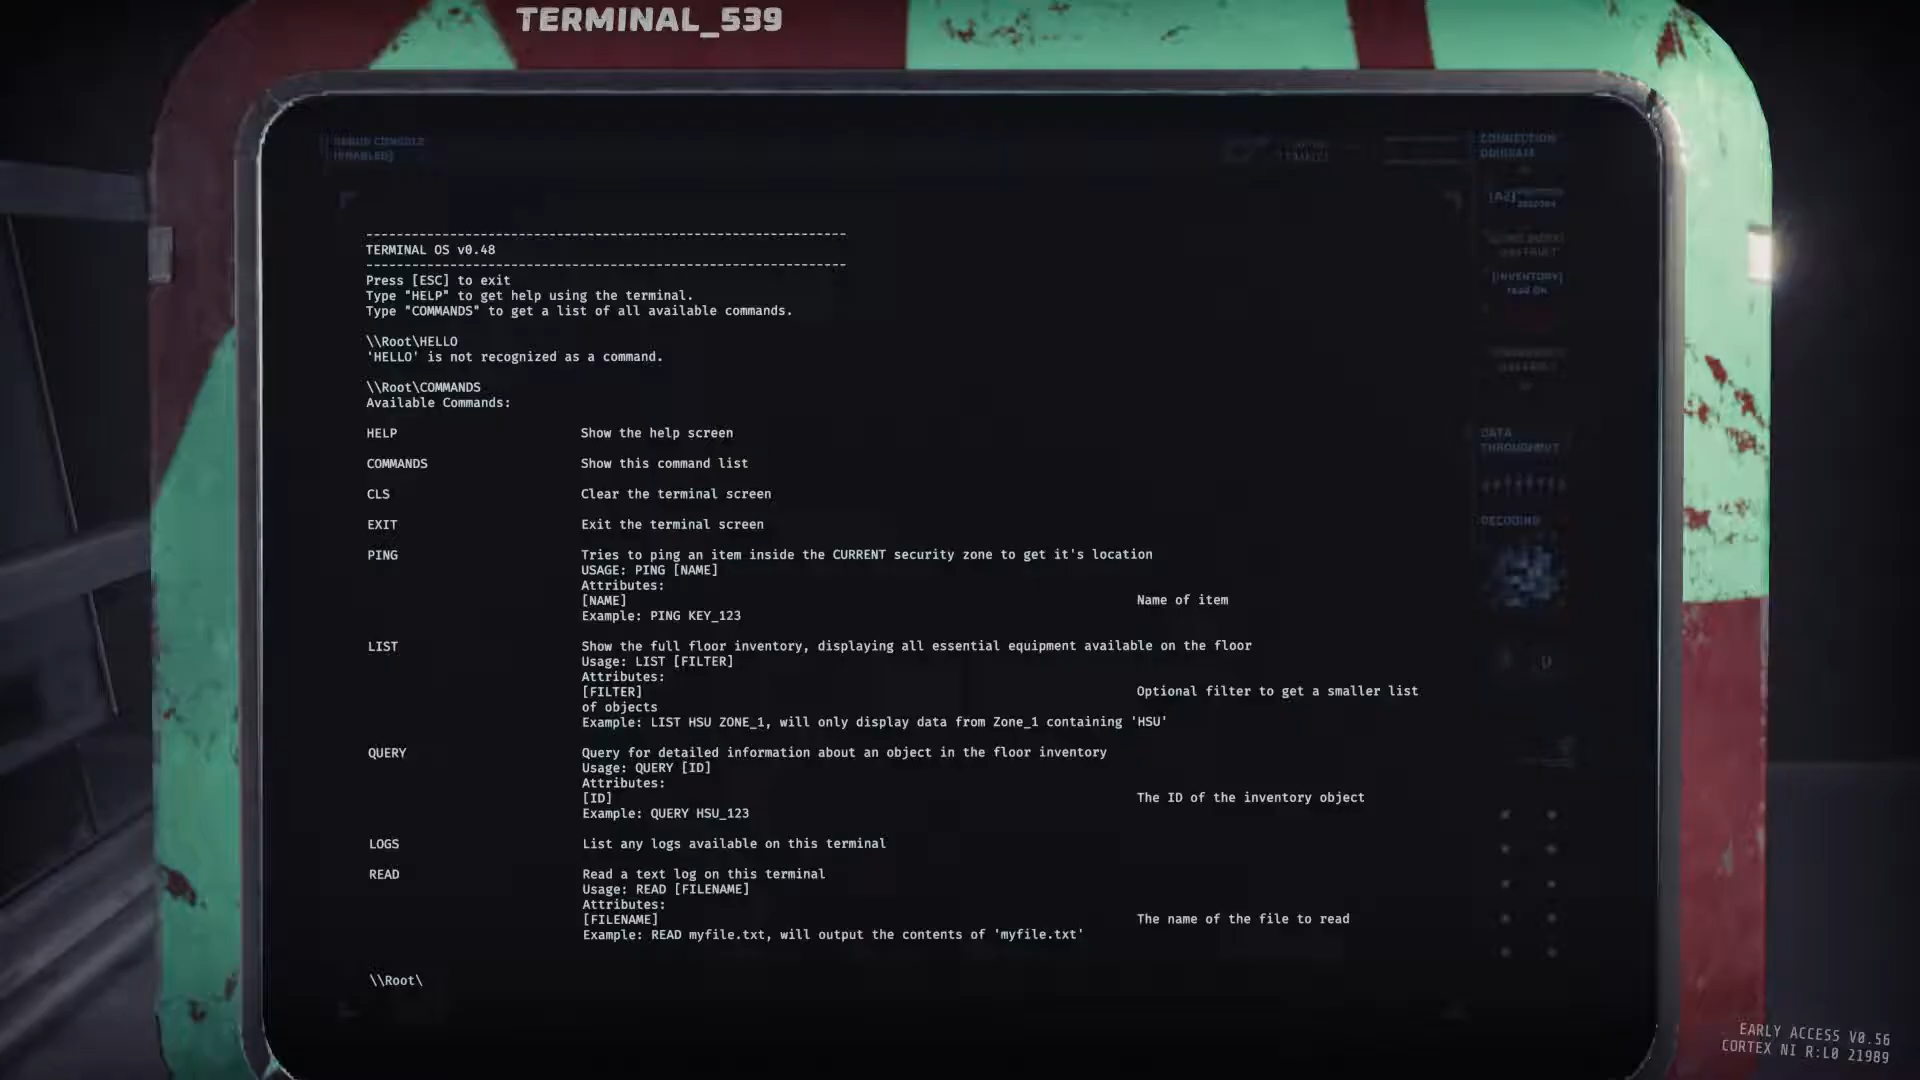 TERMINAL_539
CONNECTION
DEBUG CONSOLE
[ENABLED]
--------------------------------------------------------------
TERMINAL OS v0.48
--------------------------------------------------------------
Press [ESC] to exit
Type "HELP" to get help using the terminal.
Type "COMMANDS" to get a list of all available commands.
[INVENTORY]
read OK
\\Root\HELLO
'HELLO' is not recognized as a command.
\\Root\COMMANDS
Available Commands:
HELP Show the help screen
DATA
THROUGHPUT
COMMANDS Show this command list
CLS Clear the terminal screen
EXIT Exit the terminal screen
DECODING
PING Tries to ping an item inside the CURRENT security zone to get it's location
USAGE: PING [NAME]
Attributes:
[NAME] Name of item
Example: PING KEY_123
LIST Show the full floor inventory, displaying all essential equipment available on the floor
Usage: LIST [FILTER]
Attributes:
[FILTER] Optional filter to get a smaller list
of objects
Example: LIST HSU ZONE_1, will only display data from Zone_1 containing 'HSU'
QUERY Query for detailed information about an object in the floor inventory
Usage: QUERY [ID]
Attributes:
[ID] The ID of the inventory object
Example: QUERY HSU_123
LOGS List any logs available on this terminal
READ Read a text log on this terminal
Usage: READ [FILENAME]
Attributes:
[FILENAME] The name of the file to read
Example: READ myfile.txt, will output the contents of 'myfile.txt'
\\Root\
EARLY ACCESS V0.56
CORTEX NI R:L0 21989